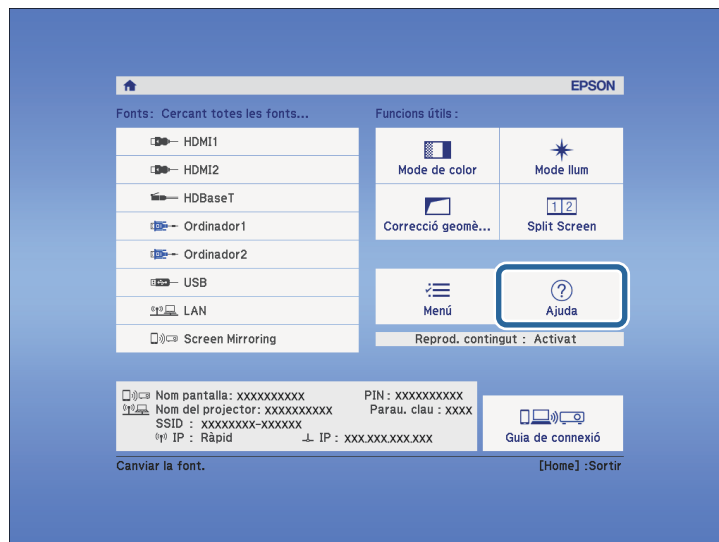 EPSON
Fonts: Cercant totes les fonts...
HDMI1
HDMI2
HDBaseT
Ordinador1
Ordinador2
USB
LAN
Screen Mirroring
Funcions útils :
Mode de color
Mode llum
Correcció geomè...
1 2
Split Screen
Menú
? 
Ajuda
Reprod. contingut : Activat
Nom pantalla: xxxxxxxxxx PIN : xxxxxxxxxx
Nom del projector: xxxxxxxxxx Parau. clau : xxxx
SSID : xxxxxxxx-xxxxxx
IP : Ràpid IP : xxx.xxx.xxx.xxx
Guia de connexió
Canviar la font. [Home] :Sortir